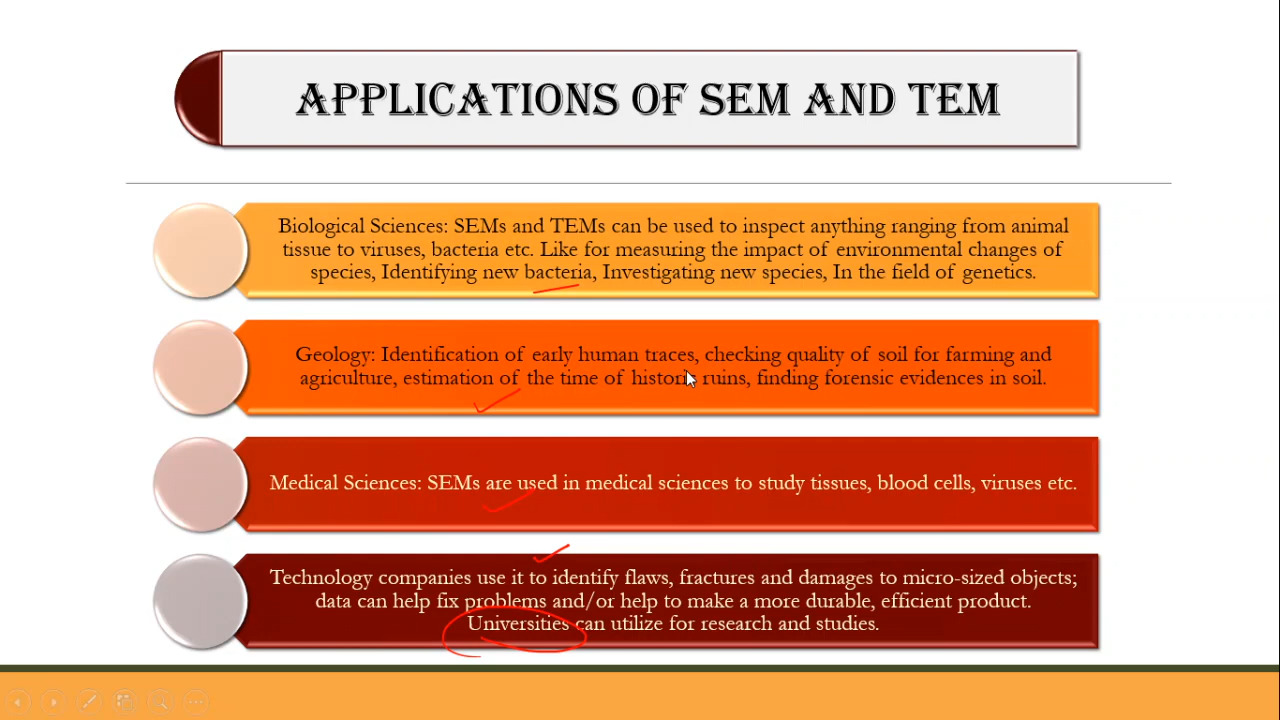 APPLICATIONS OF SEM AND TEM
Biological Sciences: SEMs and TEMs can be used to inspect anything ranging from animal
tissue to viruses, bacteria etc. Like for measuring the impact of environmental changes of
species, Identifying new bacteria, Investigating new species, In the field of genetics.
Geology: Identification of early human traces, checking quality of soil for farming and
agriculture, estimation of the time of historic ruins, finding forensic evidences in soil.
Medical Sciences: SEMs are used in medical sciences to study tissues, blood cells, viruses etc.
Technology companies use it to identify flaws, fractures and damages to micro-sized objects;
data can help fix problems and/or help to make a more durable, efficient product.
Universities can utilize for research and studies.